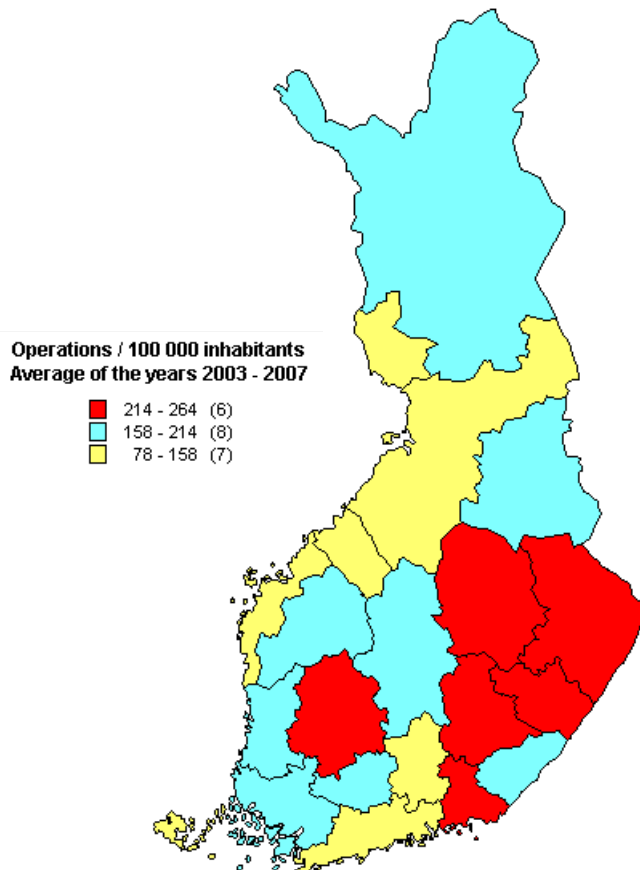 Operations / 100 000 inhabitants
Average of the years 2003 - 2007
214 - 264 (6)
158 - 214 (8)
78 - 158 (7)